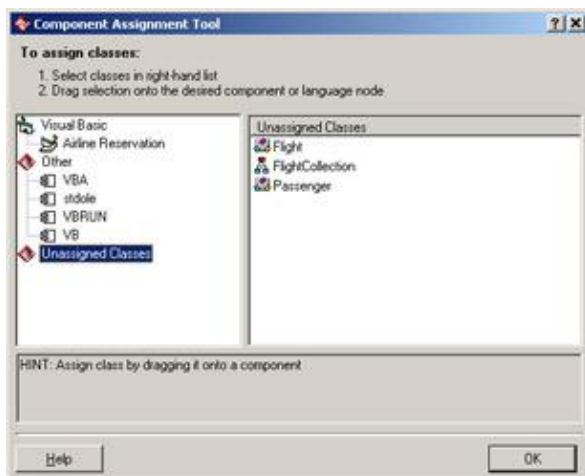 Component Assignment Tool
To assign classes:
1. Select classes in right-hand list
2. Drag selection onto the desired component or language node
Visual Basic
Airline Reservation
Other
VBA
stdole
VBRUN
VB
Unassigned Classes
Unassigned Classes
Flight
FlightCollection
Passenger
HINT: Assign class by dragging it onto a component
Help
OK